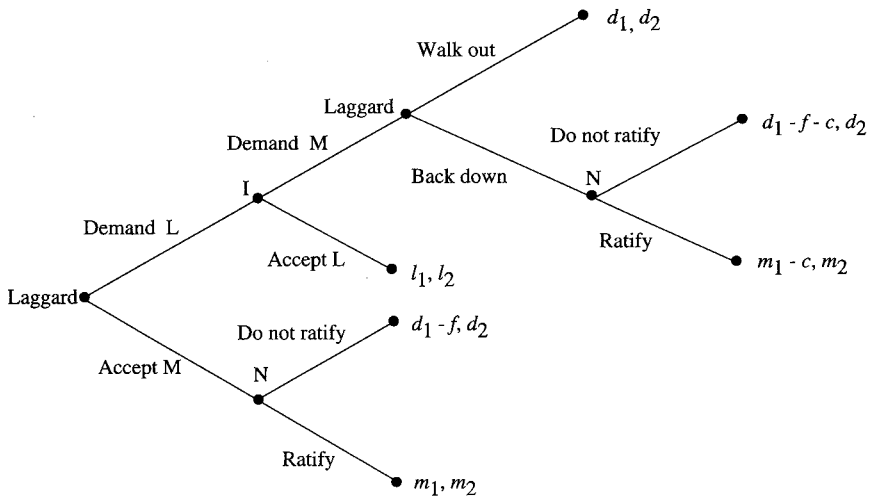 d1, d2
Walk out
Laggard
Do not ratify
d1 - f - c, d2
Demand M
Back down
N
I
Demand L
Ratify
Accept L
m1 - c, m2
l1, l2
Laggard
Do not ratify
d1 - f, d2
Accept M
N
Ratify
m1, m2